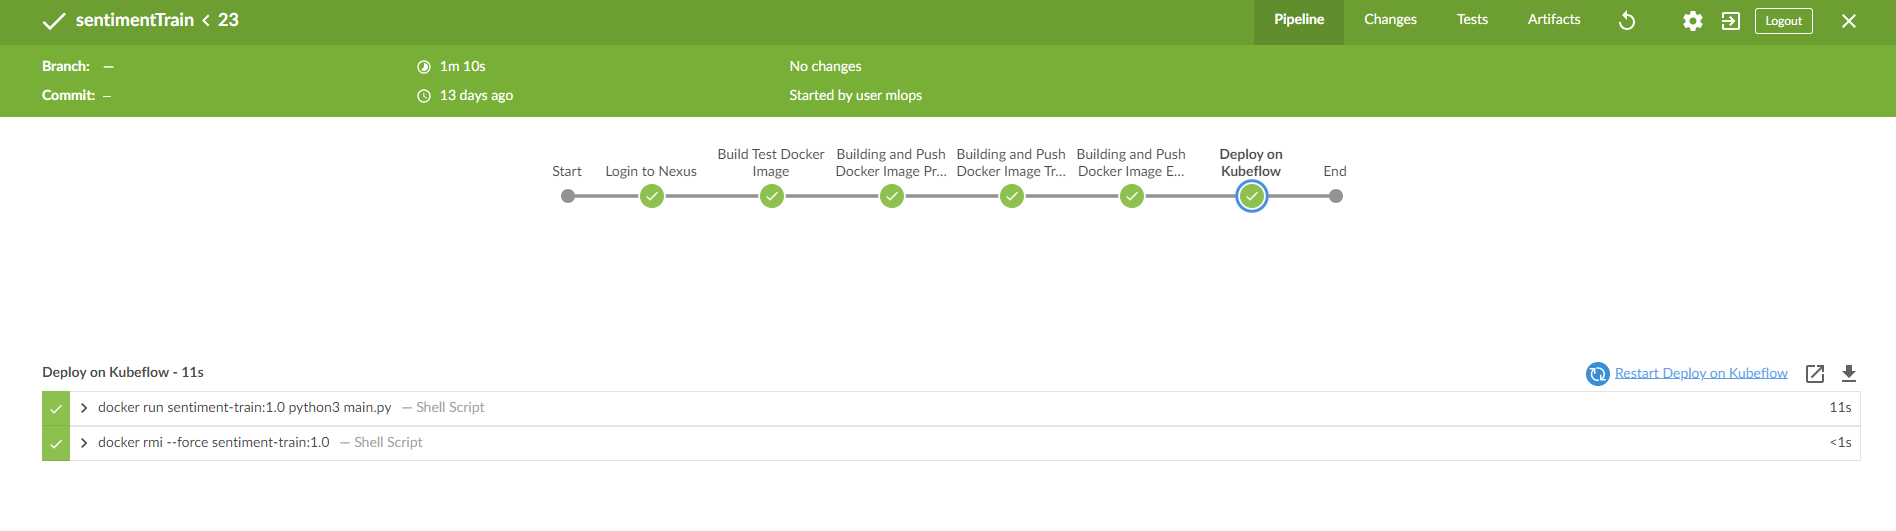 sentimentTrain < 23
Pipeline Changes Tests Artifacts Logout
Branch: — 1m 10s No changes
Commit: – 13 days ago Started by user mlops
Start
Login to Nexus
Build Test Docker
Image
Building and Push
Docker Image Pr...
Building and Push
Docker Image Tr...
Building and Push
Docker Image E...
Deploy on
Kubeflow
End
Deploy on Kubeflow - 11s Restart Deploy on Kubeflow
docker run sentiment-train:1.0 python3 main.py — Shell Script 11s
docker rmi --force sentiment-train:1.0 — Shell Script <1s